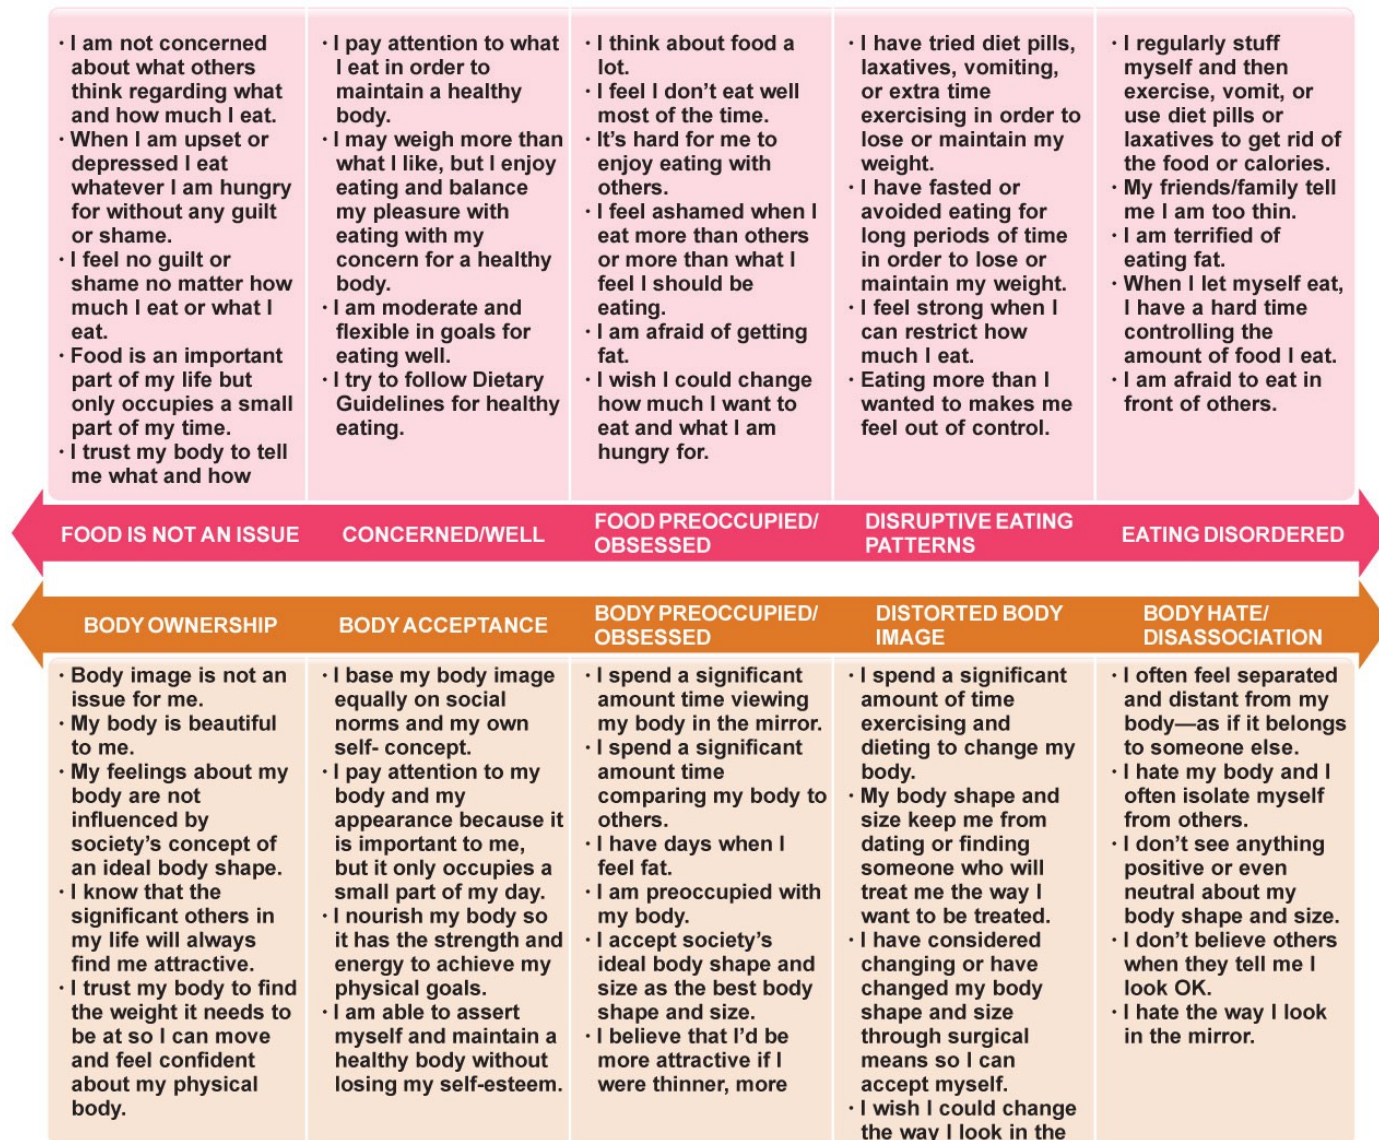 · I am not concerned
about what others
think regarding what
and how much I eat.
· When I am upset or
depressed I eat
whatever I am hungry
for without any guilt
or shame.
· I feel no guilt or
shame no matter how
much I eat or what I
eat.
· Food is an important
part of my life but
only occupies a small
part of my time.
· I trust my body to tell
me what and how
· I pay attention to what
I eat in order to
maintain a healthy
body.
· I may weigh more than
what I like, but I enjoy
eating and balance
my pleasure with
eating with my
concern for a healthy
body.
· I am moderate and
flexible in goals for
eating well.
· I try to follow Dietary
Guidelines for healthy
eating.
· I think about food a
lot.
· I feel I don't eat well
most of the time.
· It's hard for me to
enjoy eating with
others.
· I feel ashamed when I
eat more than others
or more than what I
feel I should be
eating.
· I am afraid of getting
fat.
· I wish I could change
how much I want to
eat and what I am
hungry for.
· I have tried diet pills,
laxatives, vomiting,
or extra time
exercising in order to
lose or maintain my
weight.
· I have fasted or
avoided eating for
long periods of time
in order to lose or
maintain my weight.
· I feel strong when I
can restrict how
much I eat.
· Eating more than I
wanted to makes me
feel out of control.
· I regularly stuff
myself and then
exercise, vomit, or
use diet pills or
laxatives to get rid of
the food or calories.
· My friends/family tell
me I am too thin.
· I am terrified of
eating fat.
· When I let myself eat,
I have a hard time
controlling the
amount of food I eat.
· I am afraid to eat in
front of others.
FOOD IS NOT AN ISSUE
CONCERNED/WELL
FOOD PREOCCUPIED/
OBSESSED
DISRUPTIVE EATING
PATTERNS
EATING DISORDERED
BODY OWNERSHIP
BODY ACCEPTANCE
BODY PREOCCUPIED/
OBSESSED
DISTORTED BODY
IMAGE
BODY HATE/
DISASSOCIATION
· Body image is not an
issue for me.
· My body is beautiful
to me.
· My feelings about my
body are not
influenced by
society's concept of
an ideal body shape.
· I know that the
significant others in
my life will always
find me attractive.
· I trust my body to find
the weight it needs to
be at so I can move
and feel confident
about my physical
body.
· I base my body image
equally on social
norms and my own
self- concept.
· I pay attention to my
body and my
appearance because it
is important to me,
but it only occupies a
small part of my day.
· I nourish my body so
it has the strength and
energy to achieve my
physical goals.
· I am able to assert
myself and maintain a
healthy body without
losing my self-esteem.
· I spend a significant
amount time viewing
my body in the mirror.
· I spend a significant
amount time
comparing my body to
others.
· I have days when I
feel fat.
· I am preoccupied with
my body.
· I accept society's
ideal body shape and
size as the best body
shape and size.
· I believe that I'd be
more attractive if I
were thinner, more
· I spend a significant
amount of time
exercising and
dieting to change my
body.
· My body shape and
size keep me from
dating or finding
someone who will
treat me the way I
want to be treated.
· I have considered
changing or have
changed my body
shape and size
through surgical
means so I can
accept myself.
· I wish I could change
the way I look in the
· I often feel separated
and distant from my
body—as if it belongs
to someone else.
· I hate my body and I
often isolate myself
from others.
· I don't see anything
positive or even
neutral about my
body shape and size.
· I don't believe others
when they tell me I
look OK.
· I hate the way I look
in the mirror.